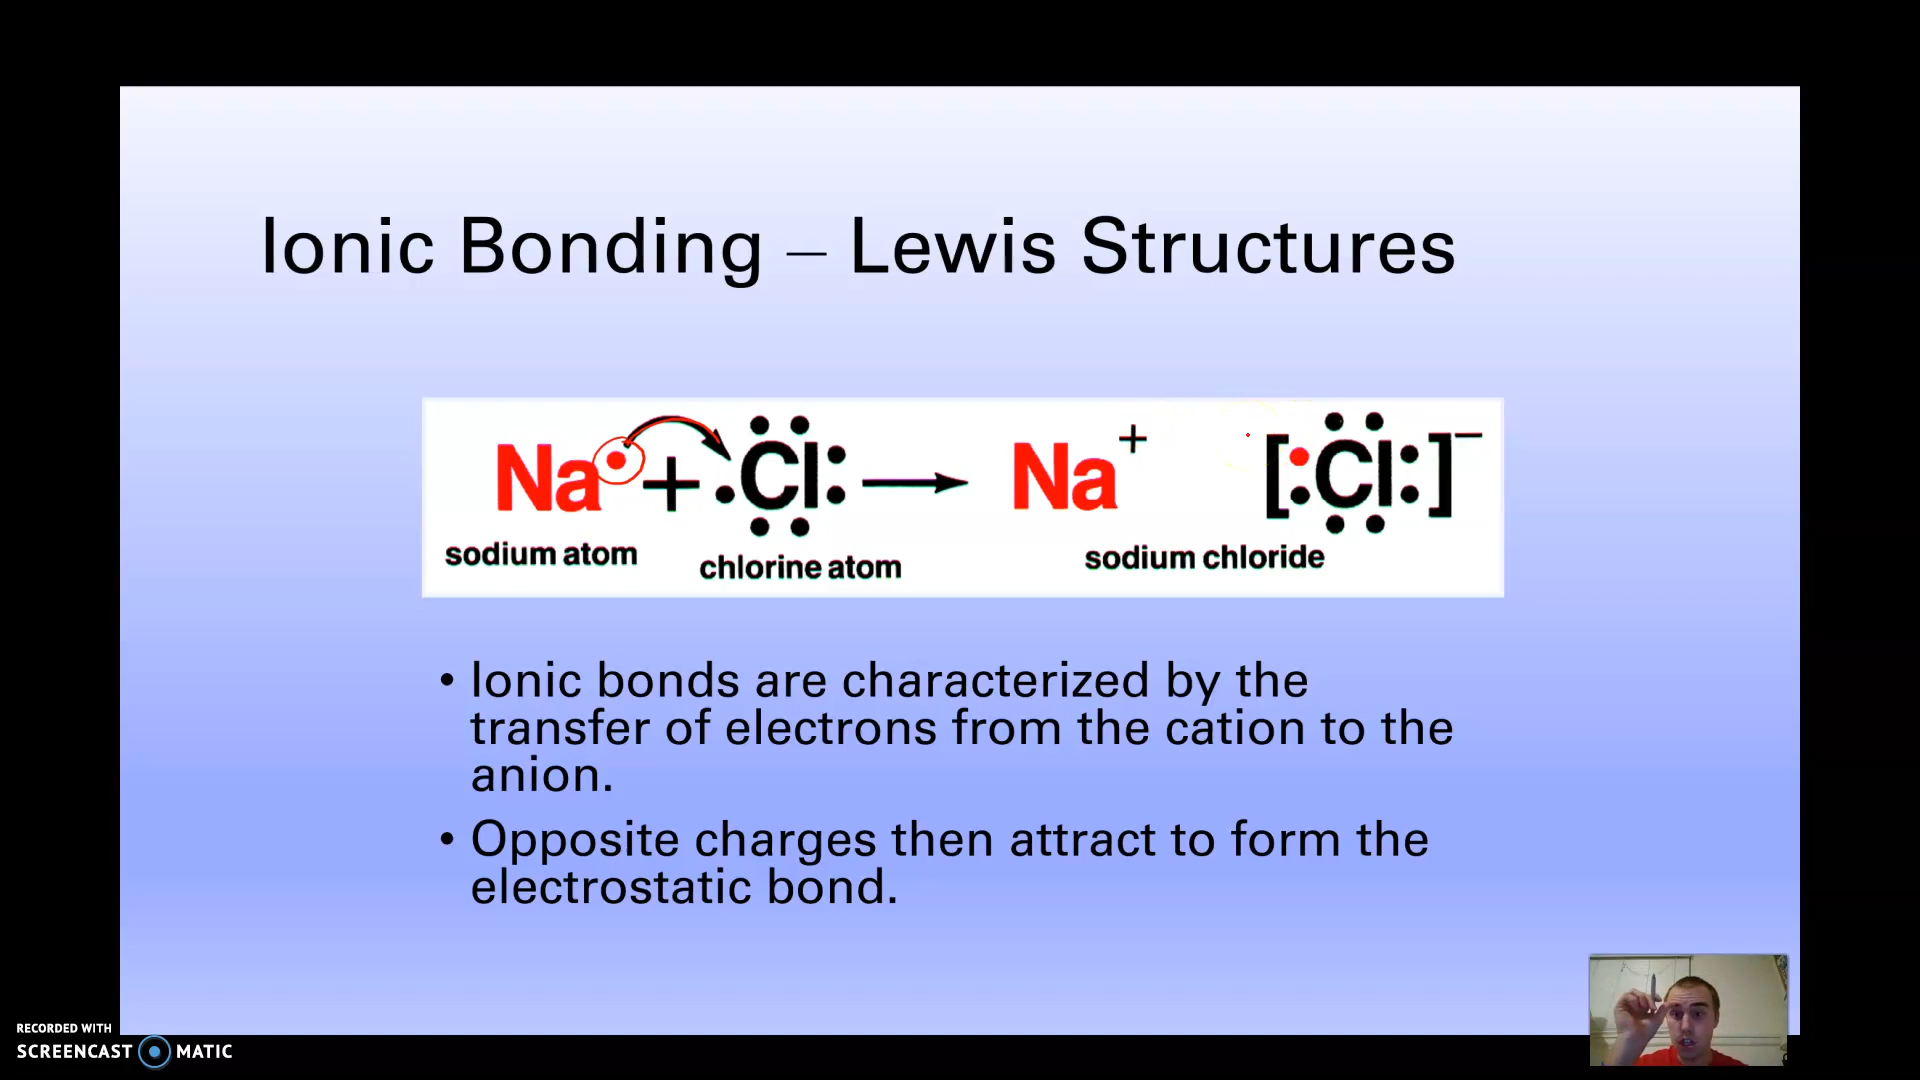 Ionic Bonding – Lewis Structures
Na• + •Cl: → Na⁺ [:Cl:]⁻
sodium atom
chlorine atom
sodium chloride
• Ionic bonds are characterized by the
transfer of electrons from the cation to the
anion.
• Opposite charges then attract to form the
electrostatic bond.
RECORDED WITH
SCREENCAST MATIC